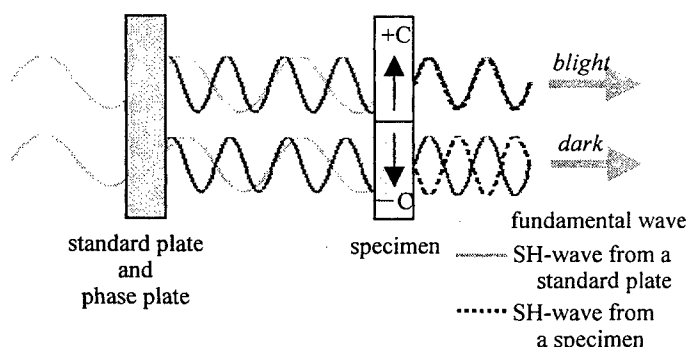 +C
blight
dark
−C
standard plate
and
phase plate
specimen
fundamental wave
SH-wave from a
standard plate
SH-wave from
a specimen